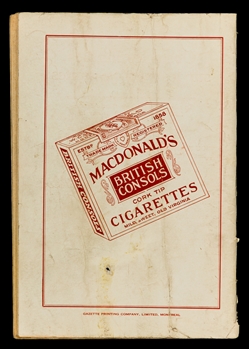 ESTBD 1858
TRADE MARK REGISTERED
MACDONALD'S
BRITISH
CONSOLS
CORK TIP
CIGARETTES
MILD, SWEET, OLD VIRGINIA
BRITISH CONSOLS
GAZETTE PRINTING COMPANY, LIMITED, MONTREAL